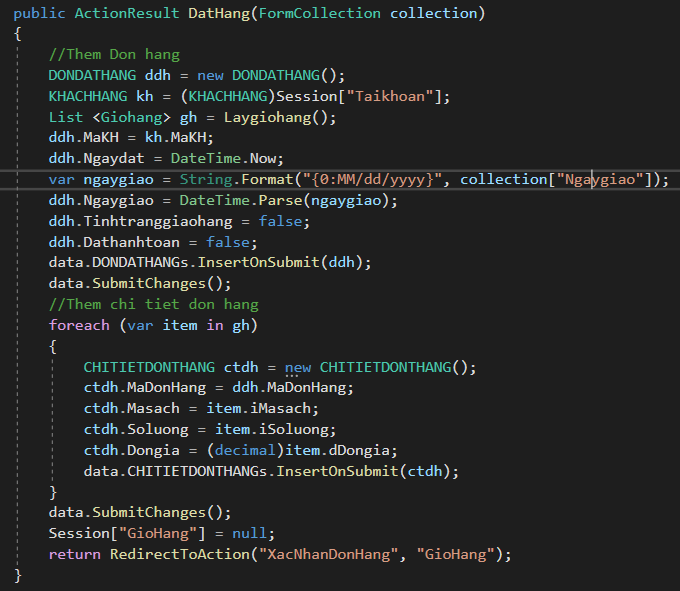 public ActionResult DatHang(FormCollection collection)
{
//Them Don hang
DONDATHANG ddh = new DONDATHANG();
KHACHHANG kh = (KHACHHANG)Session["Taikhoan"];
List <Giohang> gh = Laygiohang();
ddh.MaKH = kh.MaKH;
ddh.Ngaydat = DateTime.Now;
var ngaygiao = String.Format("{0:MM/dd/yyyy}", collection["Ngaygiao"]);
ddh.Ngaygiao = DateTime.Parse(ngaygiao);
ddh.Tinhtranggiaohang = false;
ddh.Dathanhtoan = false;
data.DONDATHANGs.InsertOnSubmit(ddh);
data.SubmitChanges();
//Them chi tiet don hang
foreach (var item in gh)
{
CHITIETDONTHANG ctdh = new CHITIETDONTHANG();
ctdh.MaDonHang = ddh.MaDonHang;
ctdh.Masach = item.iMasach;
ctdh.Soluong = item.iSoluong;
ctdh.Dongia = (decimal)item.dDongia;
data.CHITIETDONTHANGs.InsertOnSubmit(ctdh);
}
data.SubmitChanges();
Session["GioHang"] = null;
return RedirectToAction("XacNhanDonHang", "GioHang");
}